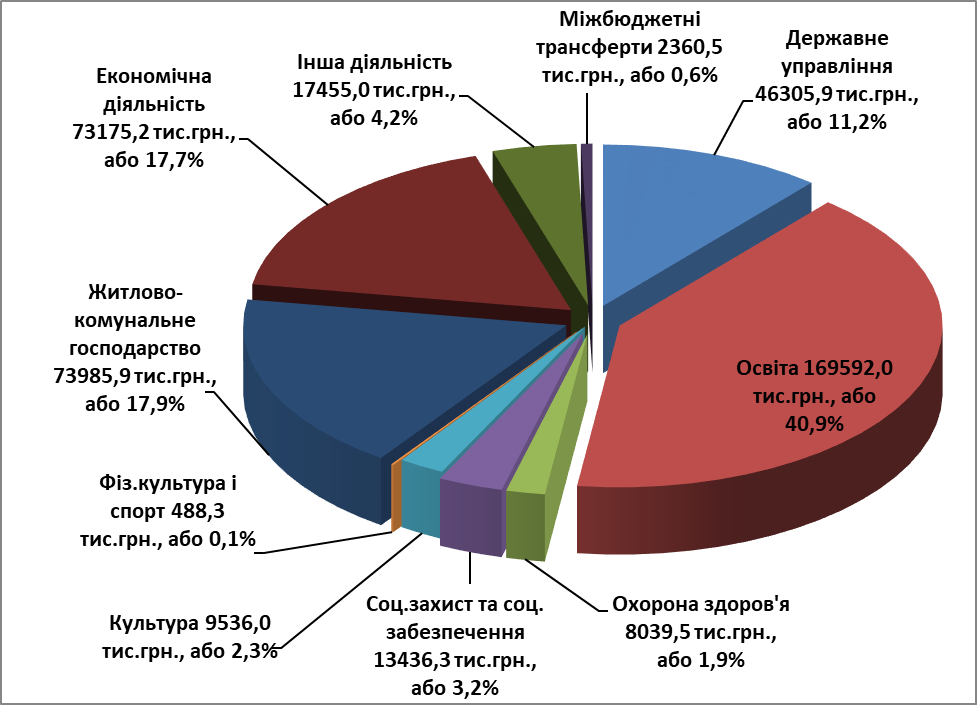 Міжбюджетні
трансферти 2360,5
тис.грн., або 0,6%
Державне
управління
46305,9 тис.грн.,
або 11,2%
Інша діяльність
17455,0 тис.грн.,
або 4,2%
Економічна
діяльність
73175,2 тис.грн.,
або 17,7%
Житлово-
комунальне
господарство
73985,9 тис.грн.,
або 17,9%
Освіта 169592,0
тис.грн., або
40,9%
Фіз.культура і
спорт 488,3
тис.грн., або 0,1%
Культура 9536,0
тис.грн., або 2,3%
Соц.захист та соц.
забезпечення
13436,3 тис.грн.,
або 3,2%
Охорона здоров'я
8039,5 тис.грн.,
або 1,9%